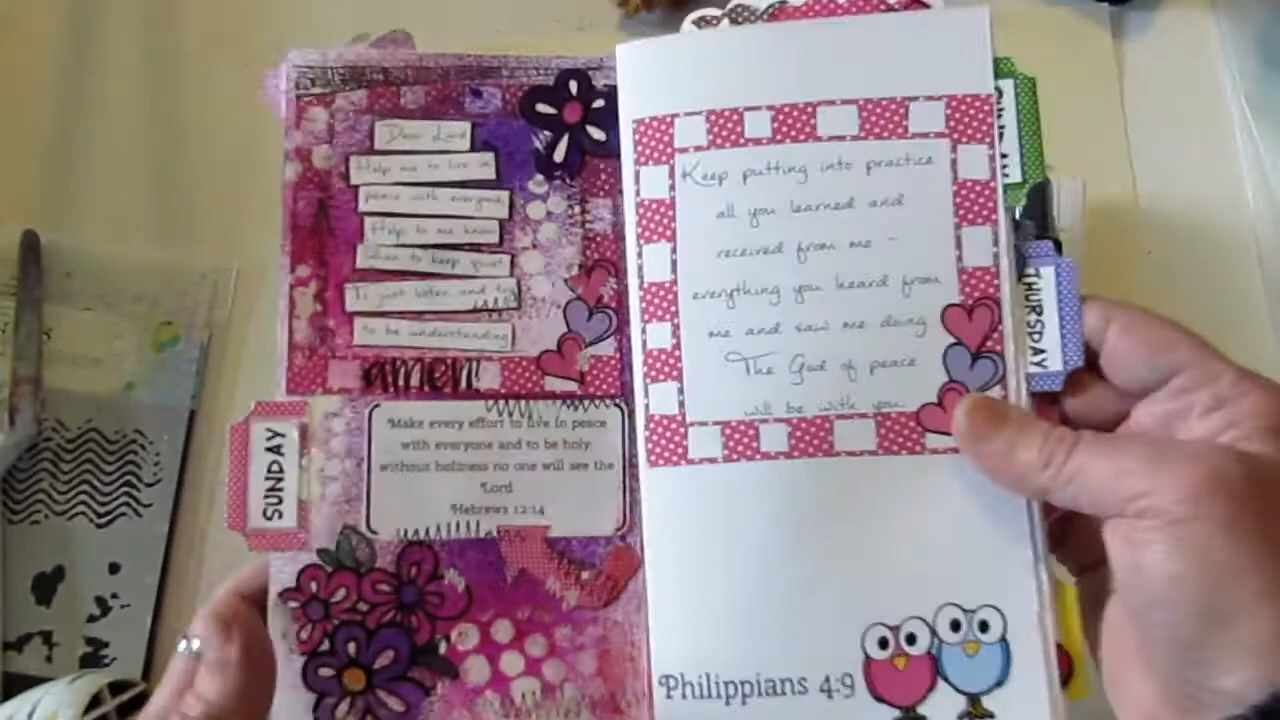 Dear Lord
Help me to live in
peace with everyone,
Help to me know
when to keep quiet
To just listen and try
to be understanding
amen!
SUNDAY
Make every effort to live in peace
with everyone and to be holy.
without holiness no one will see the
Lord
Hebrews 12:14
Keep putting into practice
all you learned and
received from me -
everything you heard from
me and saw me doing
The God of peace
will be with you
Philippians 4:9
THURSDAY